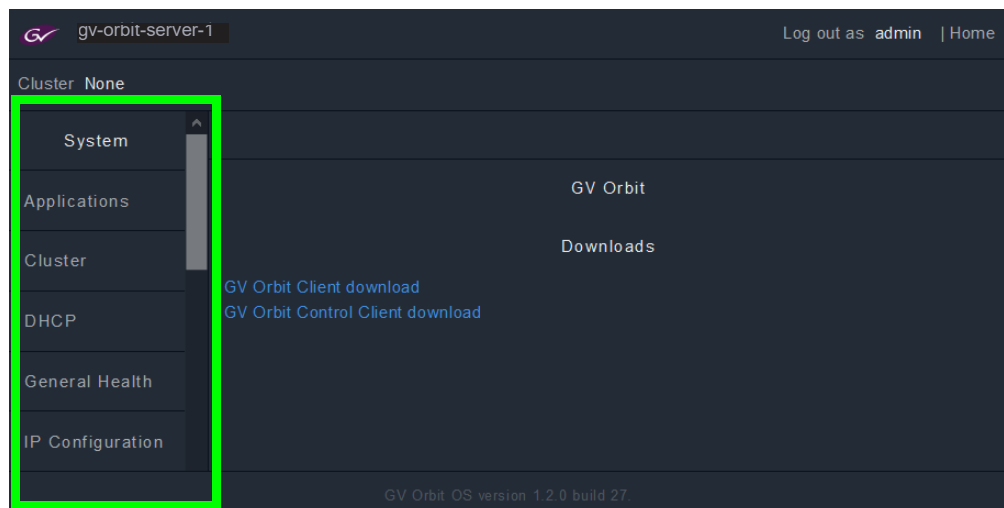 GV gv-orbit-server-1 Log out as admin | Home
Cluster None
System
Applications
Cluster
DHCP
General Health
IP Configuration
GV Orbit
Downloads
GV Orbit Client download
GV Orbit Control Client download
GV Orbit OS version 1.2.0 build 27.